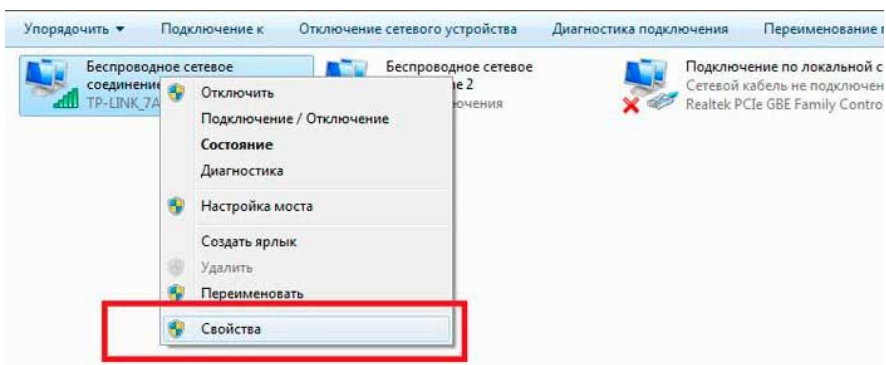 Упорядочить
Подключение к
Отключение сетевого устройства
Диагностика подключения
Переименование
Беспроводное сетевое
соединение
TP-LINK_7A
Беспроводное сетевое
2
Подключение по локальной с
Сетевой кабель не подключен
Realtek PCIe GBE Family Contro
Отключить
Подключение / Отключение
Состояние
Диагностика
Настройка моста
Создать ярлык
Удалить
Переименовать
Свойства